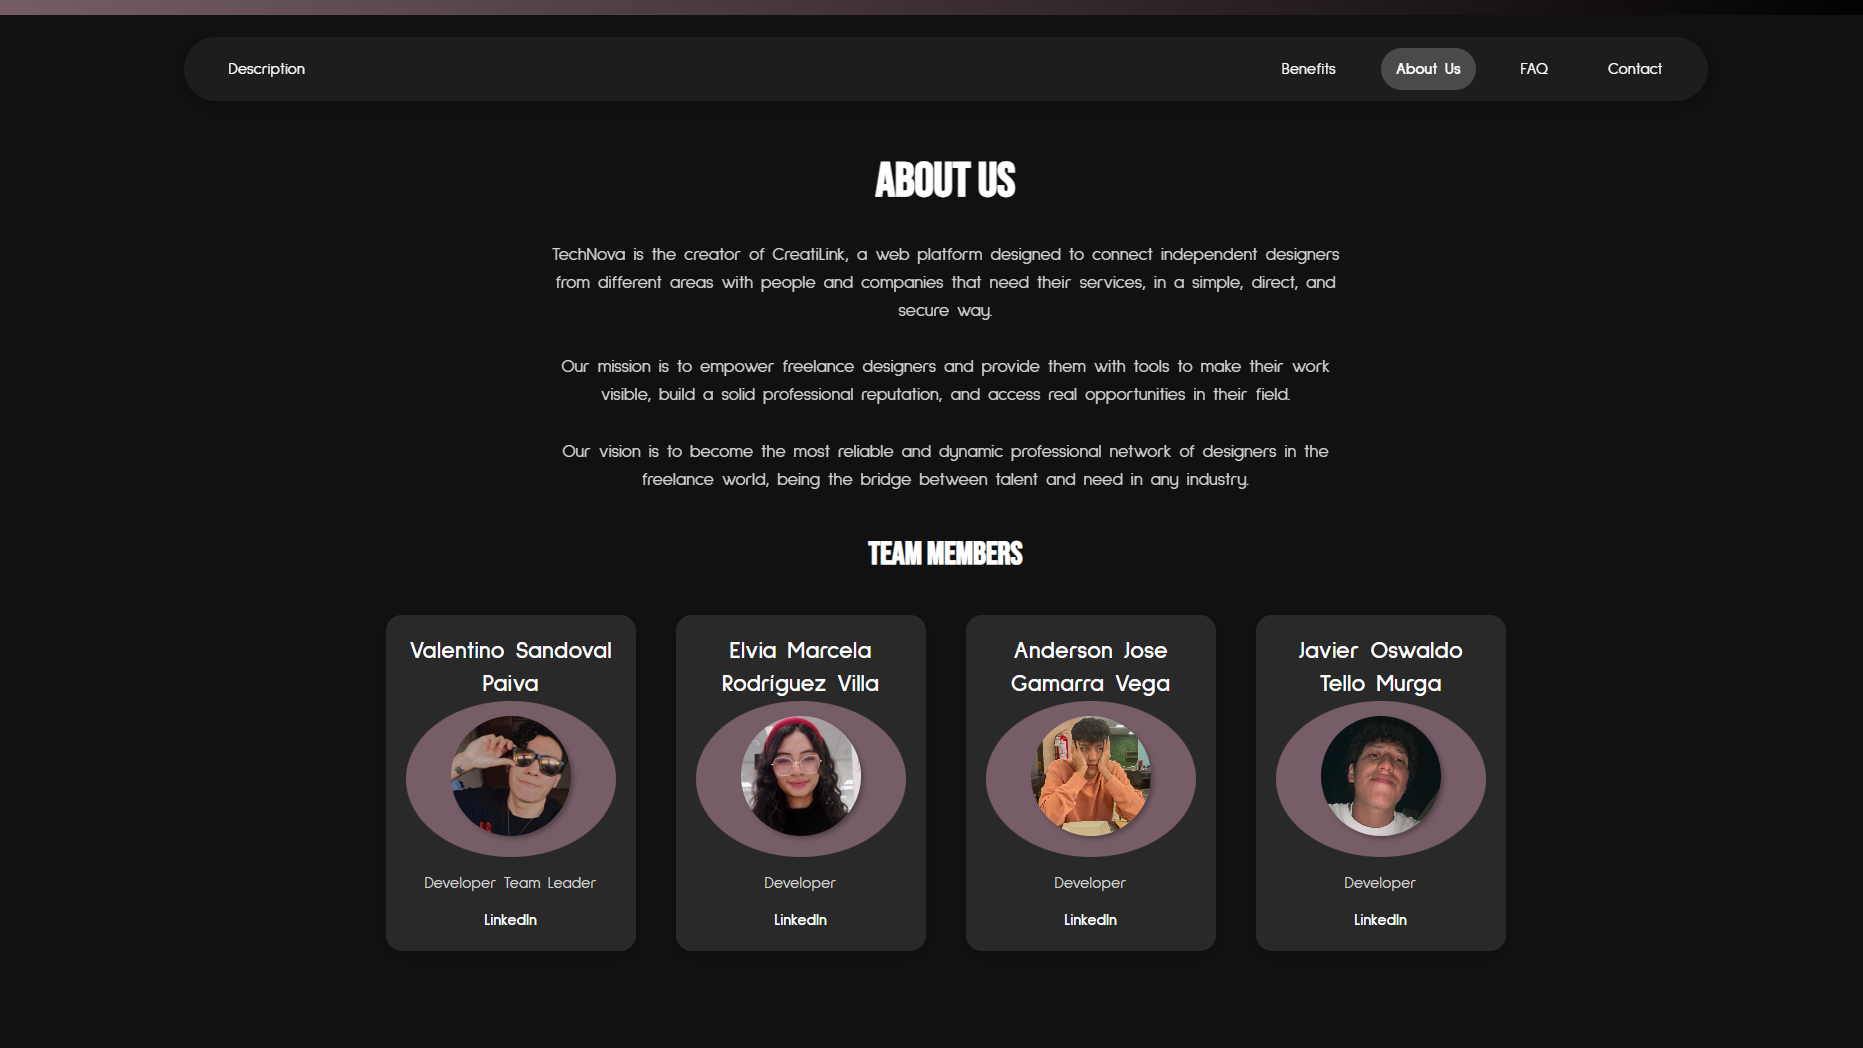 Description
Benefits
About Us
FAQ
Contact
ABOUT US
TechNova is the creator of CreatiLink, a web platform designed to connect independent designers
from different areas with people and companies that need their services, in a simple, direct, and
secure way.
Our mission is to empower freelance designers and provide them with tools to make their work
visible, build a solid professional reputation, and access real opportunities in their field.
Our vision is to become the most reliable and dynamic professional network of designers in the
freelance world, being the bridge between talent and need in any industry.
TEAM MEMBERS
Valentino Sandoval
Paiva
Developer Team Leader
LinkedIn
Elvia Marcela
Rodríguez Villa
Developer
LinkedIn
Anderson Jose
Gamarra Vega
Developer
LinkedIn
Javier Oswaldo
Tello Murga
Developer
LinkedIn